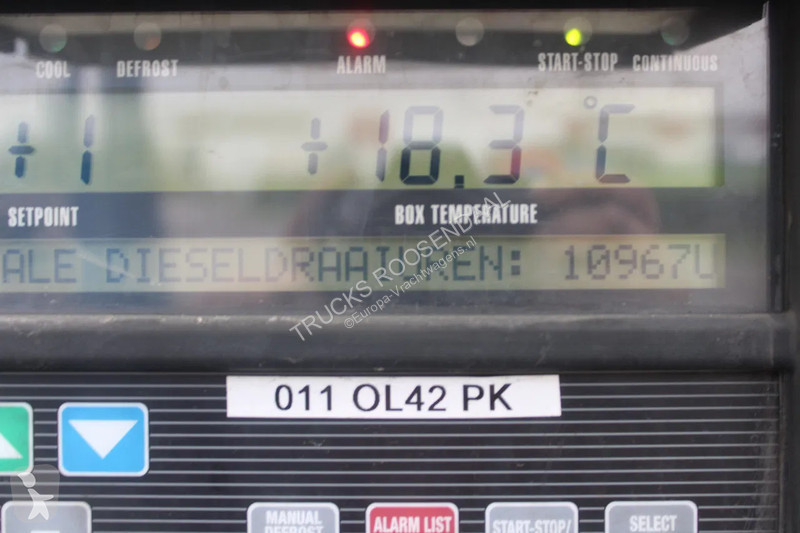 COOL DEFROST ALARM START-STOP CONTINUOUS
+1 +18.3 °C
SETPOINT BOX TEMPERATURE
ALE DIESELDRAAIUREN: 10967U
TRUCKS ROOSENDAAL
©Europa-Vrachtwagens.nl
011 OL42 PK
MANUAL DEFROST ALARM LIST START-STOP/ SELECT